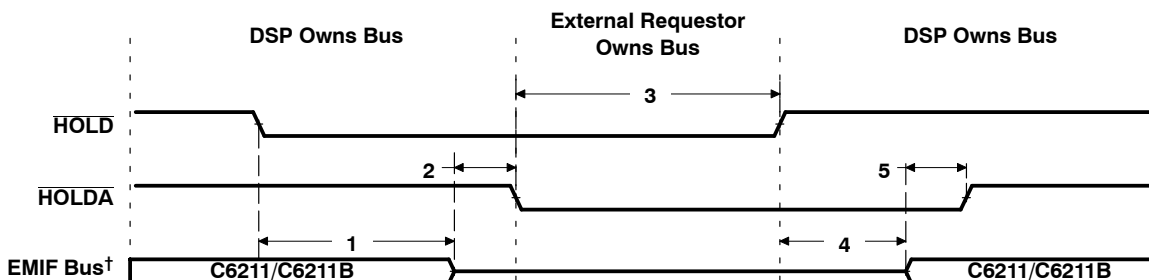 DSP Owns Bus
External Requestor
Owns Bus
DSP Owns Bus
3
HOLD
2
5
HOLDA
1
4
EMIF Bus†
C6211/C6211B
C6211/C6211B